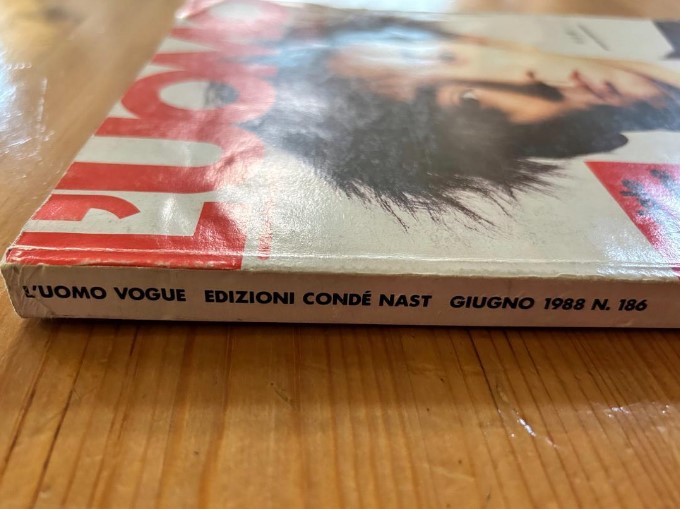 L'UOMO
L'UOMO VOGUE EDIZIONI CONDÉ NAST GIUGNO 1988 N. 186